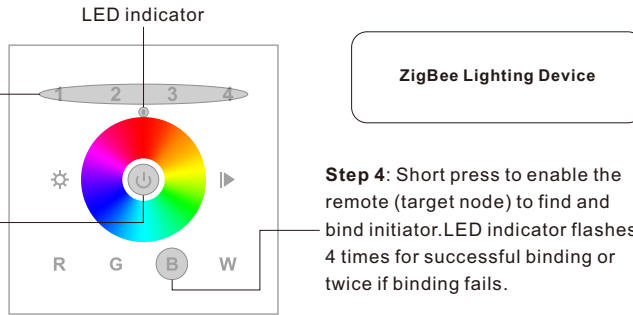 LED indicator
1 2 3 4
ZigBee Lighting Device
Step 4: Short press to enable the
remote (target node) to find and
bind initiator.LED indicator flashes
4 times for successful binding or
twice if binding fails.
R G B W